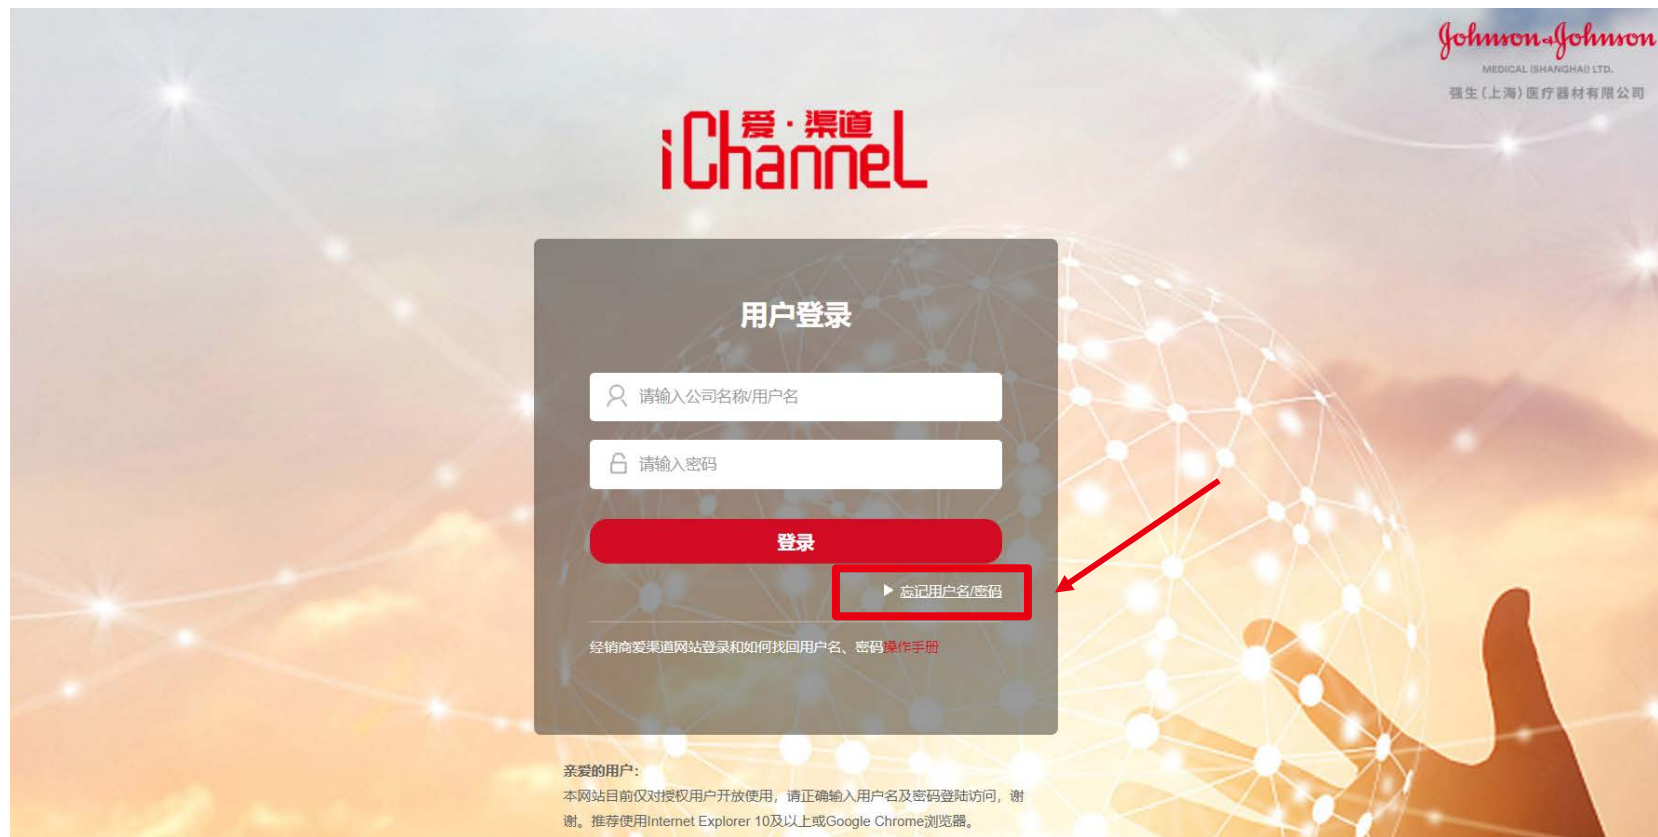 Johnson&Johnson
MEDICAL (SHANGHAI) LTD.
强生(上海)医疗器材有限公司
爱·渠道
iChanneL
用户登录
请输入公司名称/用户名
请输入密码
登录
忘记用户名/密码
经销商爱渠道网站登录和如何找回用户名、密码操作手册
亲爱的用户：
本网站目前仅对授权用户开放使用，请正确输入用户名及密码登陆访问，谢
谢。推荐使用Internet Explorer 10及以上或Google Chrome浏览器。